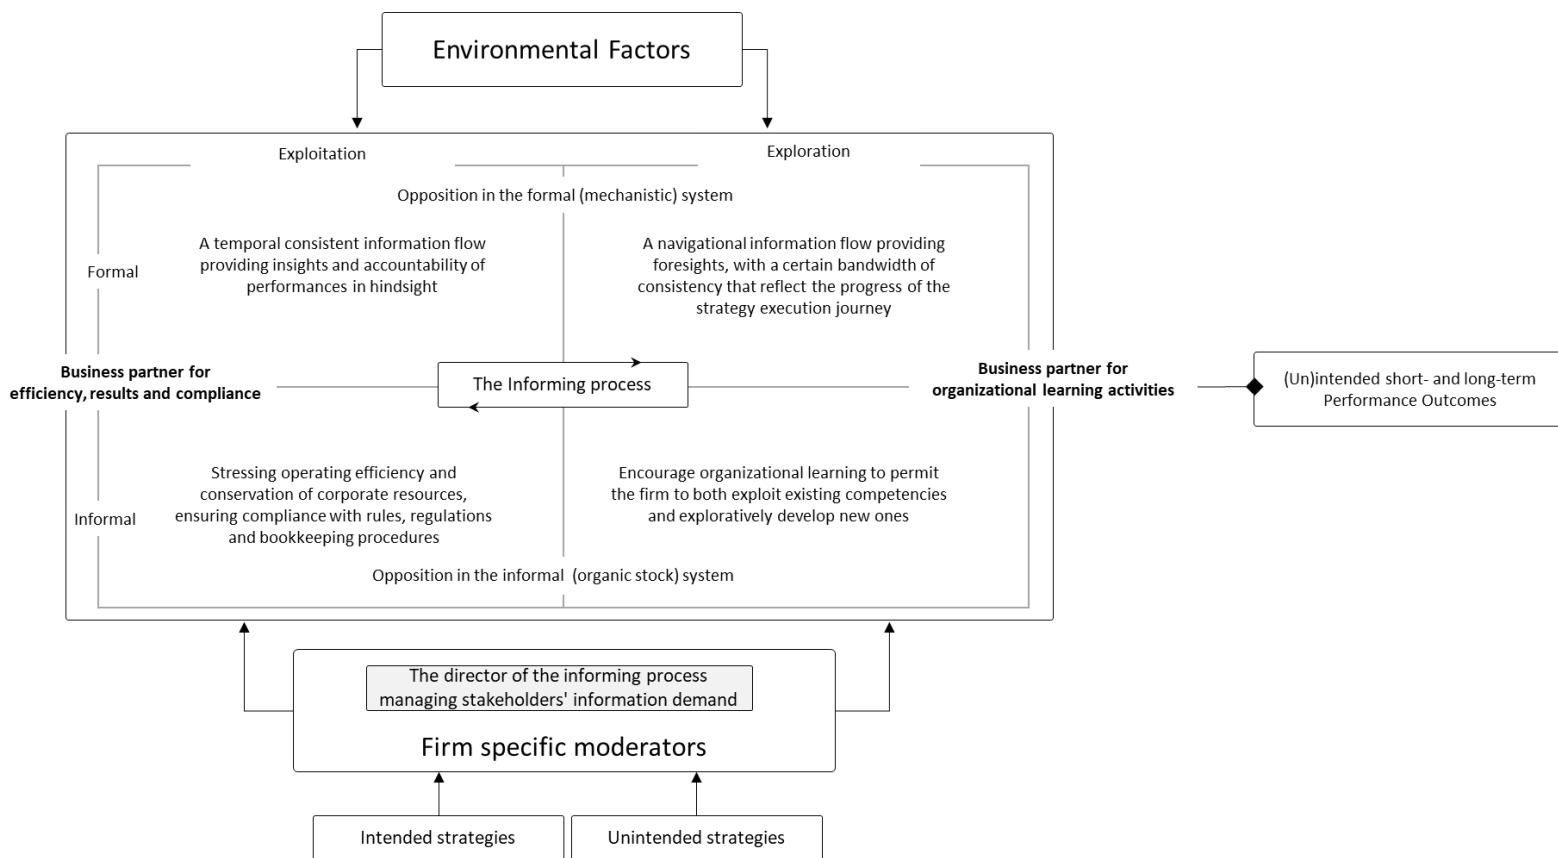 Environmental Factors
Exploitation
Exploration
Opposition in the formal (mechanistic) system
A temporal consistent information flow
providing insights and accountability of
performances in hindsight
A navigational information flow providing
foresights, with a certain bandwidth of
consistency that reflect the progress of the
strategy execution journey
Formal
Business partner for
efficiency, results and compliance
The Informing process
Business partner for
organizational learning activities
(Un)intended short- and long-term
Performance Outcomes
Stressing operating efficiency and
conservation of corporate resources,
ensuring compliance with rules, regulations
and bookkeeping procedures
Encourage organizational learning to permit
the firm to both exploit existing competencies
and exploratively develop new ones
Informal
Opposition in the informal (organic stock) system
The director of the informing process
managing stakeholders' information demand
Firm specific moderators
Intended strategies
Unintended strategies